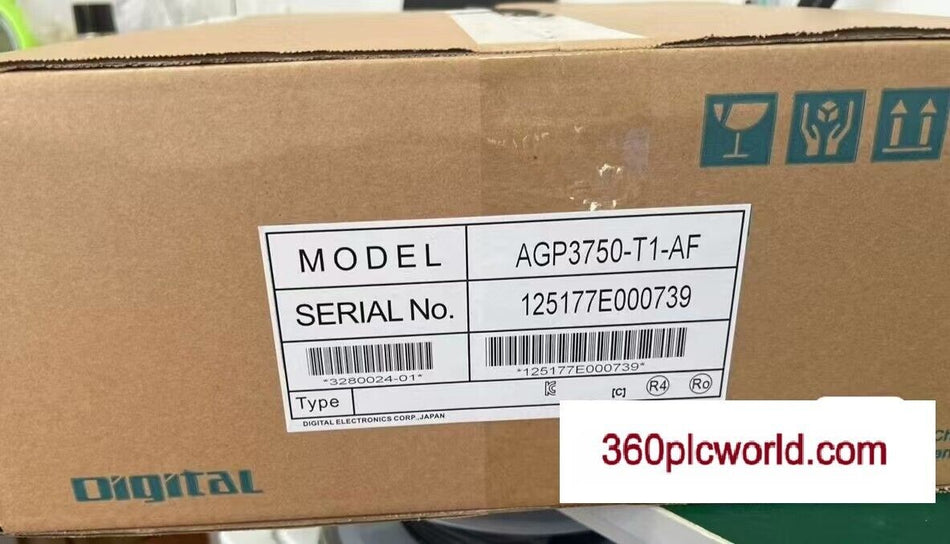 MODEL AGP3750-T1-AF
SERIAL No. 125177E000739
*3280024-01* *125177E000739*
Type [C] R4 Ro
DIGITAL ELECTRONICS CORP.,JAPAN
360plcworld.com
Digital